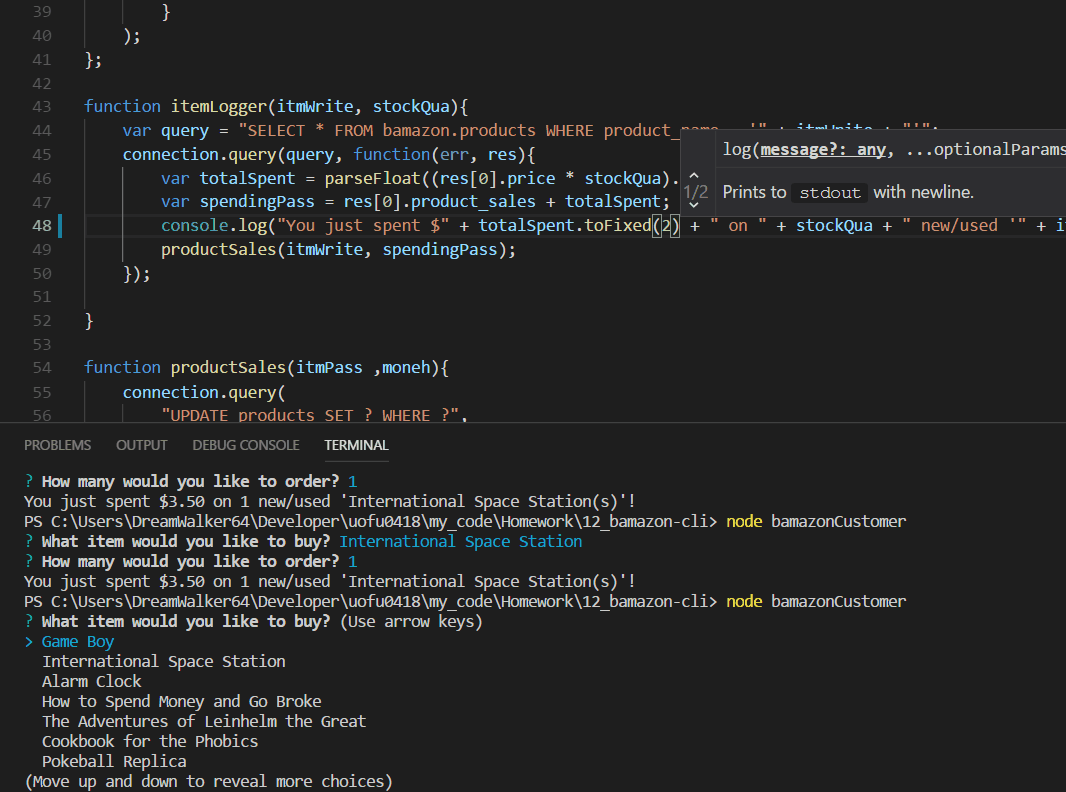 39 }
40 );
41 };
42
43 function itemLogger(itmWrite, stockQua){
44 var query = "SELECT * FROM bamazon.products WHERE product_name '" + itmWrite + "'";
log(message?: any, ...optionalParams
45 connection.query(query, function(err, res){
46 var totalSpent = parseFloat((res[0].price * stockQua).
1/2 Prints to stdout with newline.
47 var spendingPass = res[0].product_sales + totalSpent;
48 console.log("You just spent $" + totalSpent.toFixed(2) + " on " + stockQua + " new/used '" + i
49 productSales(itmWrite, spendingPass);
50 });
51
52 }
53
54 function productSales(itmPass ,moneh){
55 connection.query(
56 "UPDATE products SET ? WHERE ?",
PROBLEMS OUTPUT DEBUG CONSOLE TERMINAL
? How many would you like to order? 1
You just spent $3.50 on 1 new/used 'International Space Station(s)'!
PS C:\Users\DreamWalker64\Developer\uofu0418\my_code\Homework\12_bamazon-cli> node bamazonCustomer
? What item would you like to buy? International Space Station
? How many would you like to order? 1
You just spent $3.50 on 1 new/used 'International Space Station(s)'!
PS C:\Users\DreamWalker64\Developer\uofu0418\my_code\Homework\12_bamazon-cli> node bamazonCustomer
? What item would you like to buy? (Use arrow keys)
> Game Boy
International Space Station
Alarm Clock
How to Spend Money and Go Broke
The Adventures of Leinhelm the Great
Cookbook for the Phobics
Pokeball Replica
(Move up and down to reveal more choices)